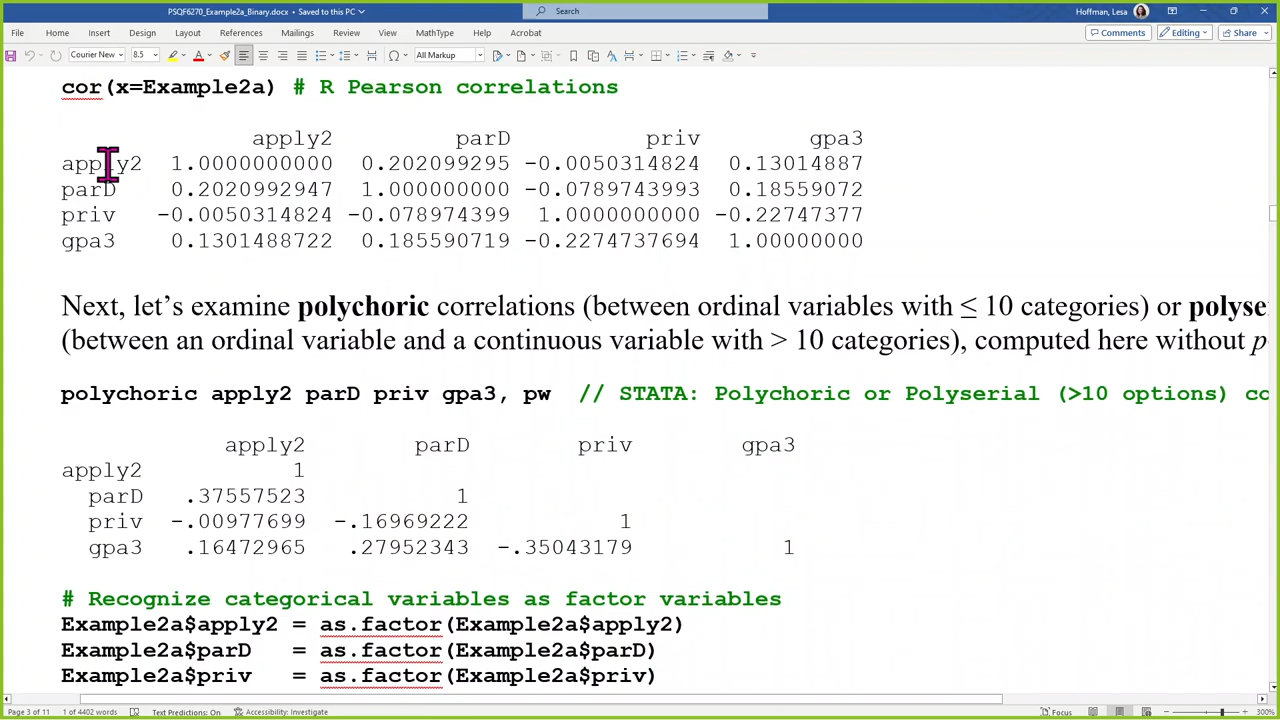 PSQF6270_Example2a_Binary.docx • Saved to this PC
Search
Hoffman, Lesa
File Home Insert Draw Design Layout References Mailings Review View MathType Help Acrobat
Comments Editing Share
Courier New 8.5 All Markup
cor(x=Example2a) # R Pearson correlations
apply2 parD priv gpa3
apply2 1.0000000000 0.202099295 -0.0050314824 0.13014887
parD 0.2020992947 1.000000000 -0.0789743993 0.18559072
priv -0.0050314824 -0.078974399 1.0000000000 -0.22747377
gpa3 0.1301488722 0.185590719 -0.2274737694 1.00000000
Next, let’s examine polychoric correlations (between ordinal variables with ≤ 10 categories) or polyse
(between an ordinal variable and a continuous variable with > 10 categories), computed here without p
polychoric apply2 parD priv gpa3, pw // STATA: Polychoric or Polyserial (>10 options) co
apply2 parD priv gpa3
apply2 1
parD .37557523 1
priv -.00977699 -.16969222 1
gpa3 .16472965 .27952343 -.35043179 1
# Recognize categorical variables as factor variables
Example2a$apply2 = as.factor(Example2a$apply2)
Example2a$parD = as.factor(Example2a$parD)
Example2a$priv = as.factor(Example2a$priv)
Page 3 of 11 1 of 4402 words Text Predictions: On Accessibility: Investigate Focus 300%